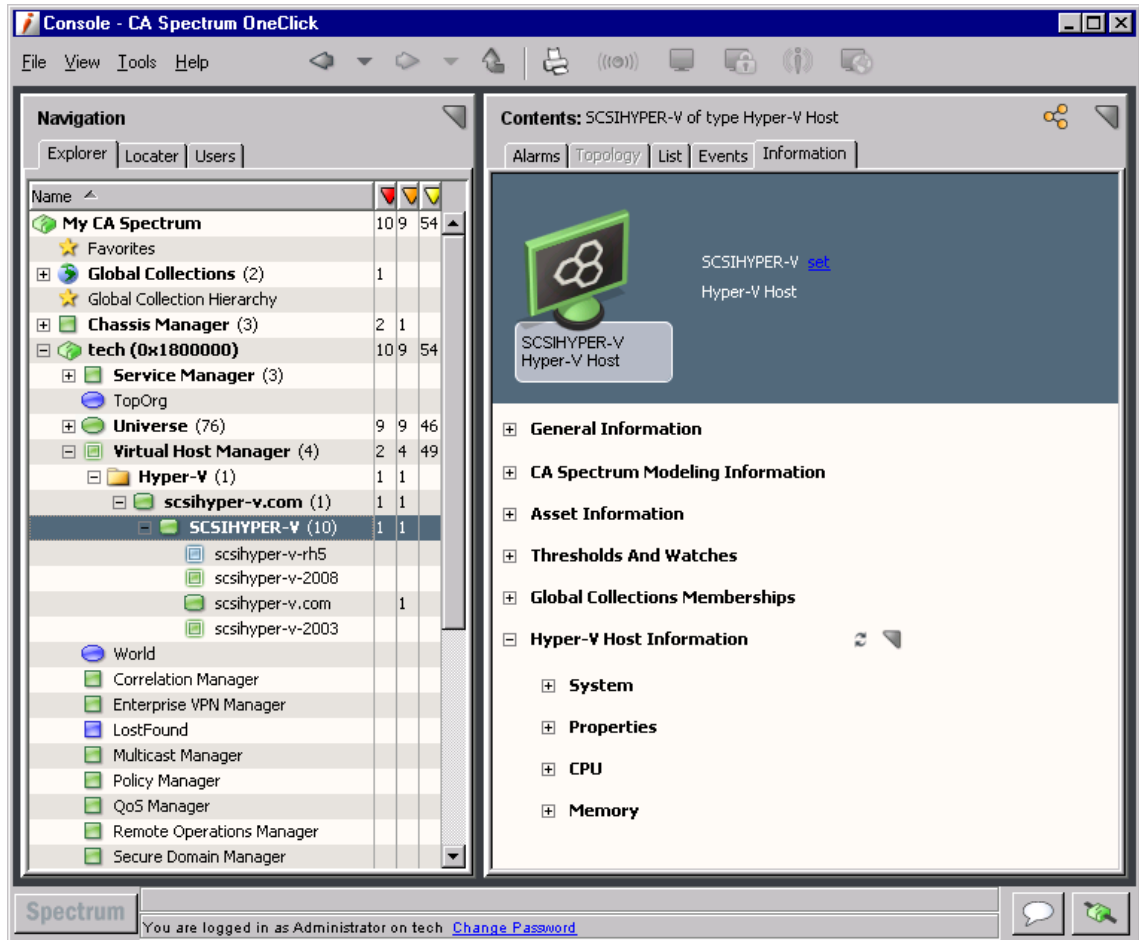 Console - CA Spectrum OneClick
File View Tools Help
Navigation
Explorer Locater Users
Name
My CA Spectrum 10 9 54
Favorites
Global Collections (2) 1
Global Collection Hierarchy
Chassis Manager (3) 2 1
tech (0x1800000) 10 9 54
Service Manager (3)
TopOrg
Universe (76) 9 9 46
Virtual Host Manager (4) 2 4 49
Hyper-V (1) 1 1
scsihyper-v.com (1) 1 1
SCSIHYPER-V (10) 1 1
scsihyper-v-rh5
scsihyper-v-2008
scsihyper-v.com 1
scsihyper-v-2003
World
Correlation Manager
Enterprise VPN Manager
LostFound
Multicast Manager
Policy Manager
QoS Manager
Remote Operations Manager
Secure Domain Manager
Contents: SCSIHYPER-V of type Hyper-V Host
Alarms Topology List Events Information
SCSIHYPER-V set
Hyper-V Host
SCSIHYPER-V
Hyper-V Host
General Information
CA Spectrum Modeling Information
Asset Information
Thresholds And Watches
Global Collections Memberships
Hyper-V Host Information
System
Properties
CPU
Memory
Spectrum
You are logged in as Administrator on tech Change Password